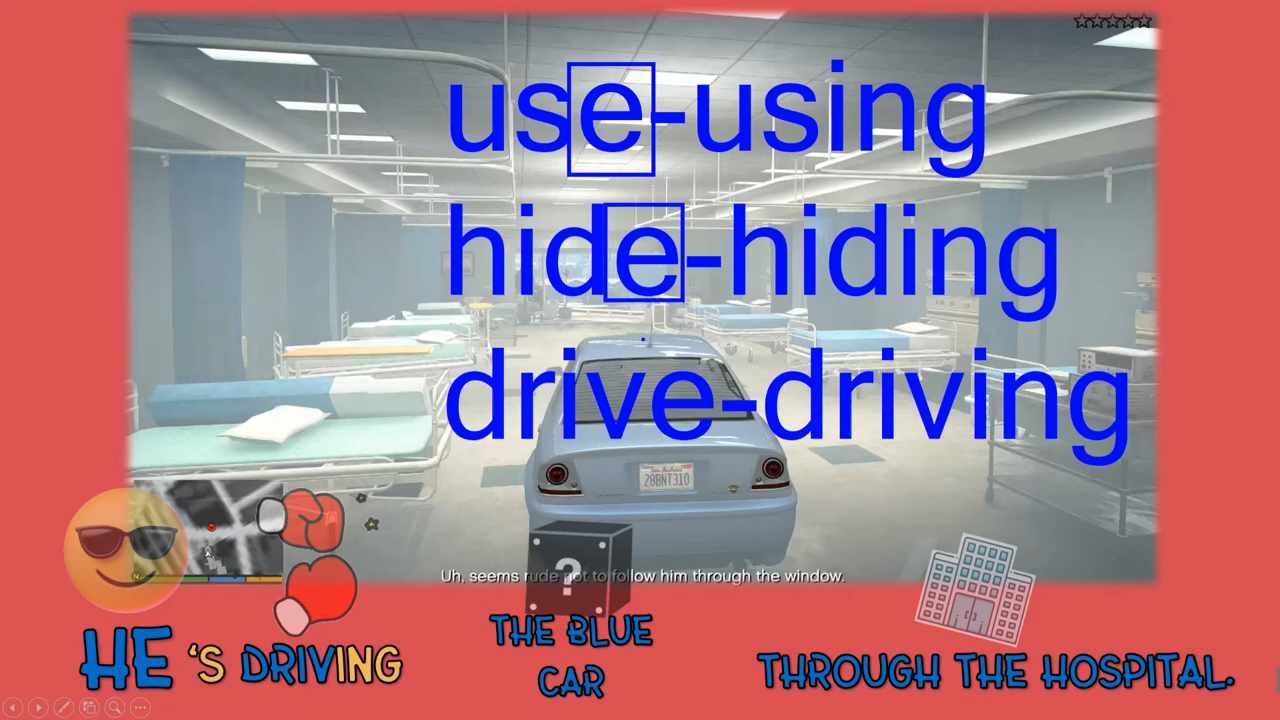 use-using
hide-hiding
drive-driving
28BNT310
N
Uh, seems rude not to follow him through the window.
?
HE 'S DRIVING
THE BLUE
CAR
THROUGH THE HOSPITAL.